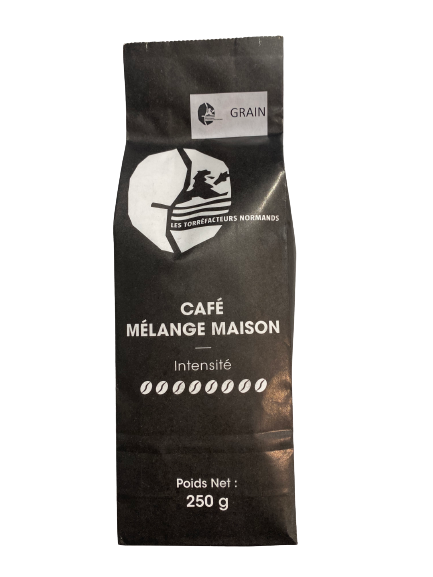 GRAIN
LES TORRÉFACTEURS NORMANDS
CAFÉ
MÉLANGE MAISON
Intensité
Poids Net :
250 g